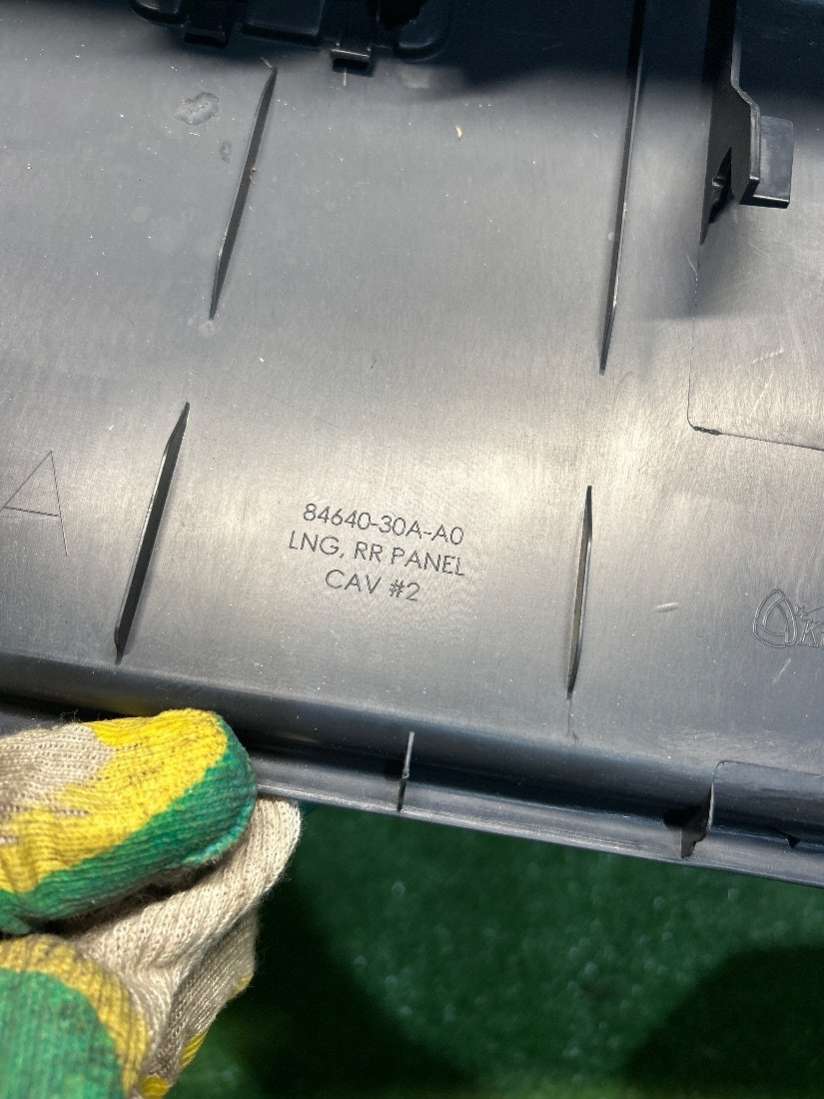 84640-30A-A0
LNG, RR PANEL
CAV #2
A